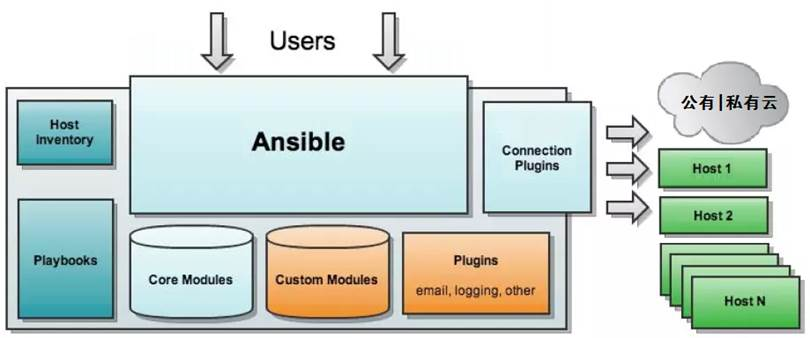 Users
Host
Inventory
Ansible
Connection
Plugins
公有|私有云
Host 1
Host 2
Host N
Playbooks
Core Modules
Custom Modules
Plugins
email, logging, other